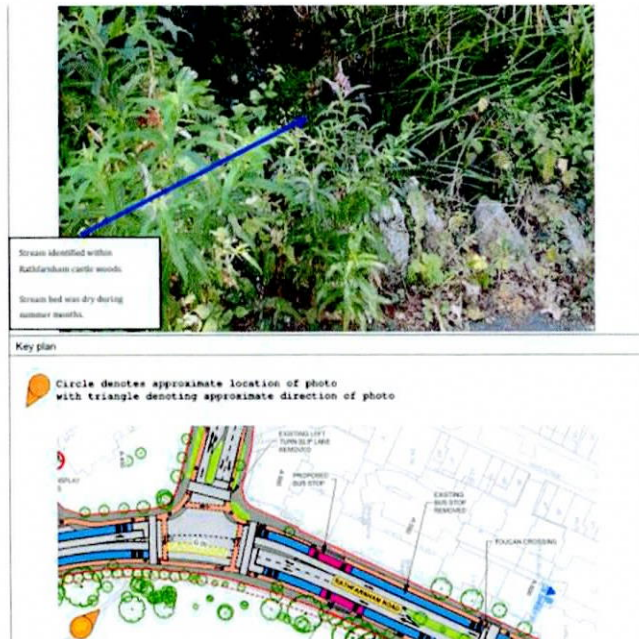 Stream identified within
Rathfarnham castle woods.
Stream bed was dry during
summer months.
Key plan
Circle denotes approximate location of photo
with triangle denoting approximate direction of photo
EXISTING LEFT
TURN SLIP LANE
REMOVED
PROPOSED
BUS STOP
EXISTING
BUS STOP
REMOVED
TOUCAN CROSSING
RATHFARNHAM ROAD